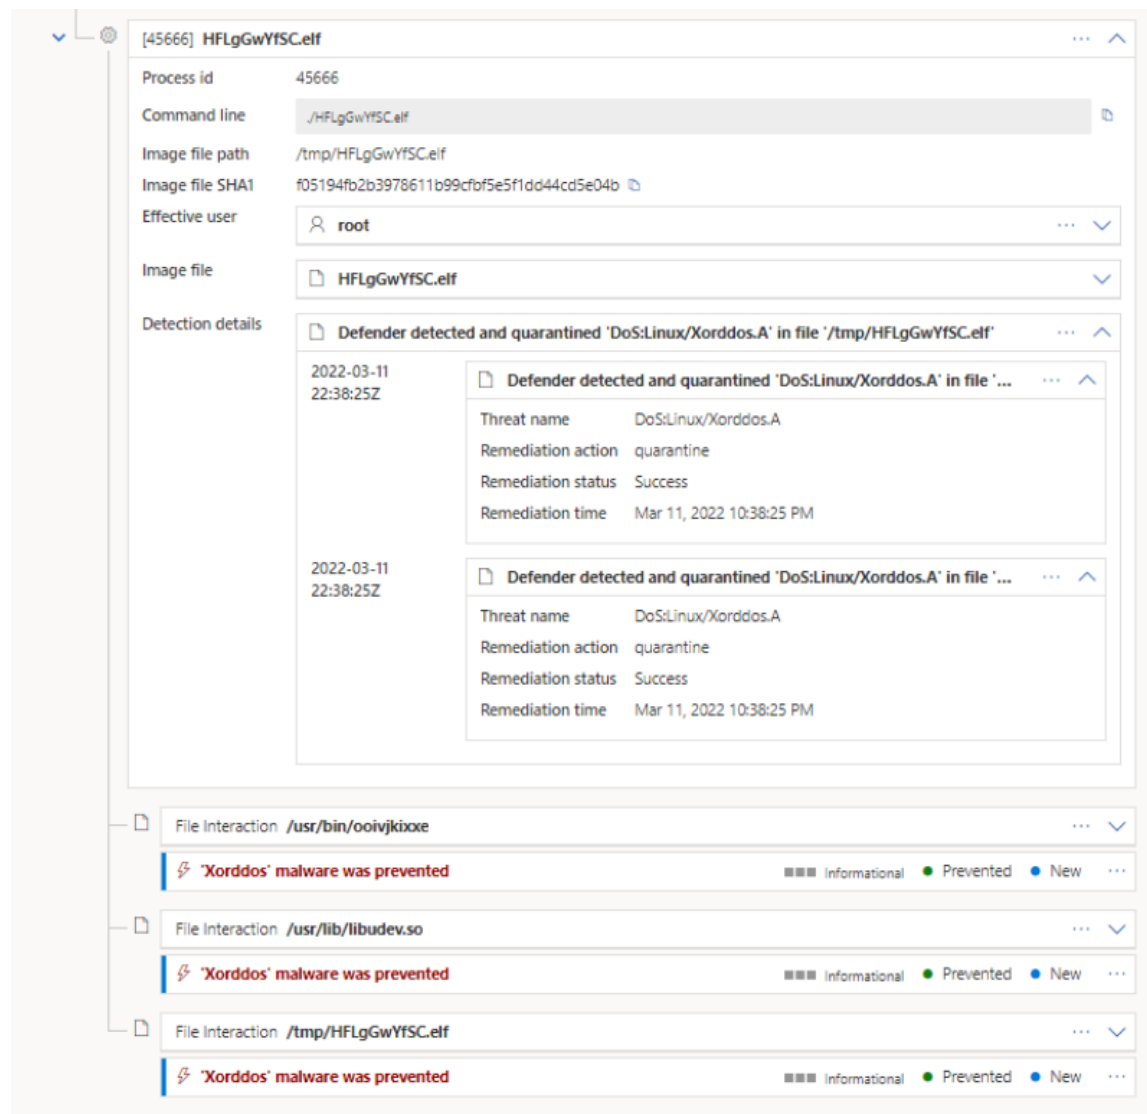 [45666] HFLgGwYfSC.elf ...
Process id 45666
Command line ./HFLgGwYfSC.elf
Image file path /tmp/HFLgGwYfSC.elf
Image file SHA1 f05194fb2b3978611b99cfbf5e5f1dd44cd5e04b
Effective user root ...
Image file HFLgGwYfSC.elf
Detection details Defender detected and quarantined 'DoS:Linux/Xorddos.A' in file '/tmp/HFLgGwYfSC.elf' ...
2022-03-11
22:38:25Z
Defender detected and quarantined 'DoS:Linux/Xorddos.A' in file '... ...
Threat name DoS:Linux/Xorddos.A
Remediation action quarantine
Remediation status Success
Remediation time Mar 11, 2022 10:38:25 PM
2022-03-11
22:38:25Z
Defender detected and quarantined 'DoS:Linux/Xorddos.A' in file '... ...
Threat name DoS:Linux/Xorddos.A
Remediation action quarantine
Remediation status Success
Remediation time Mar 11, 2022 10:38:25 PM
File Interaction /usr/bin/ooivjkixxe ...
'Xorddos' malware was prevented Informational Prevented New ...
File Interaction /usr/lib/libudev.so ...
'Xorddos' malware was prevented Informational Prevented New ...
File Interaction /tmp/HFLgGwYfSC.elf ...
'Xorddos' malware was prevented Informational Prevented New ...